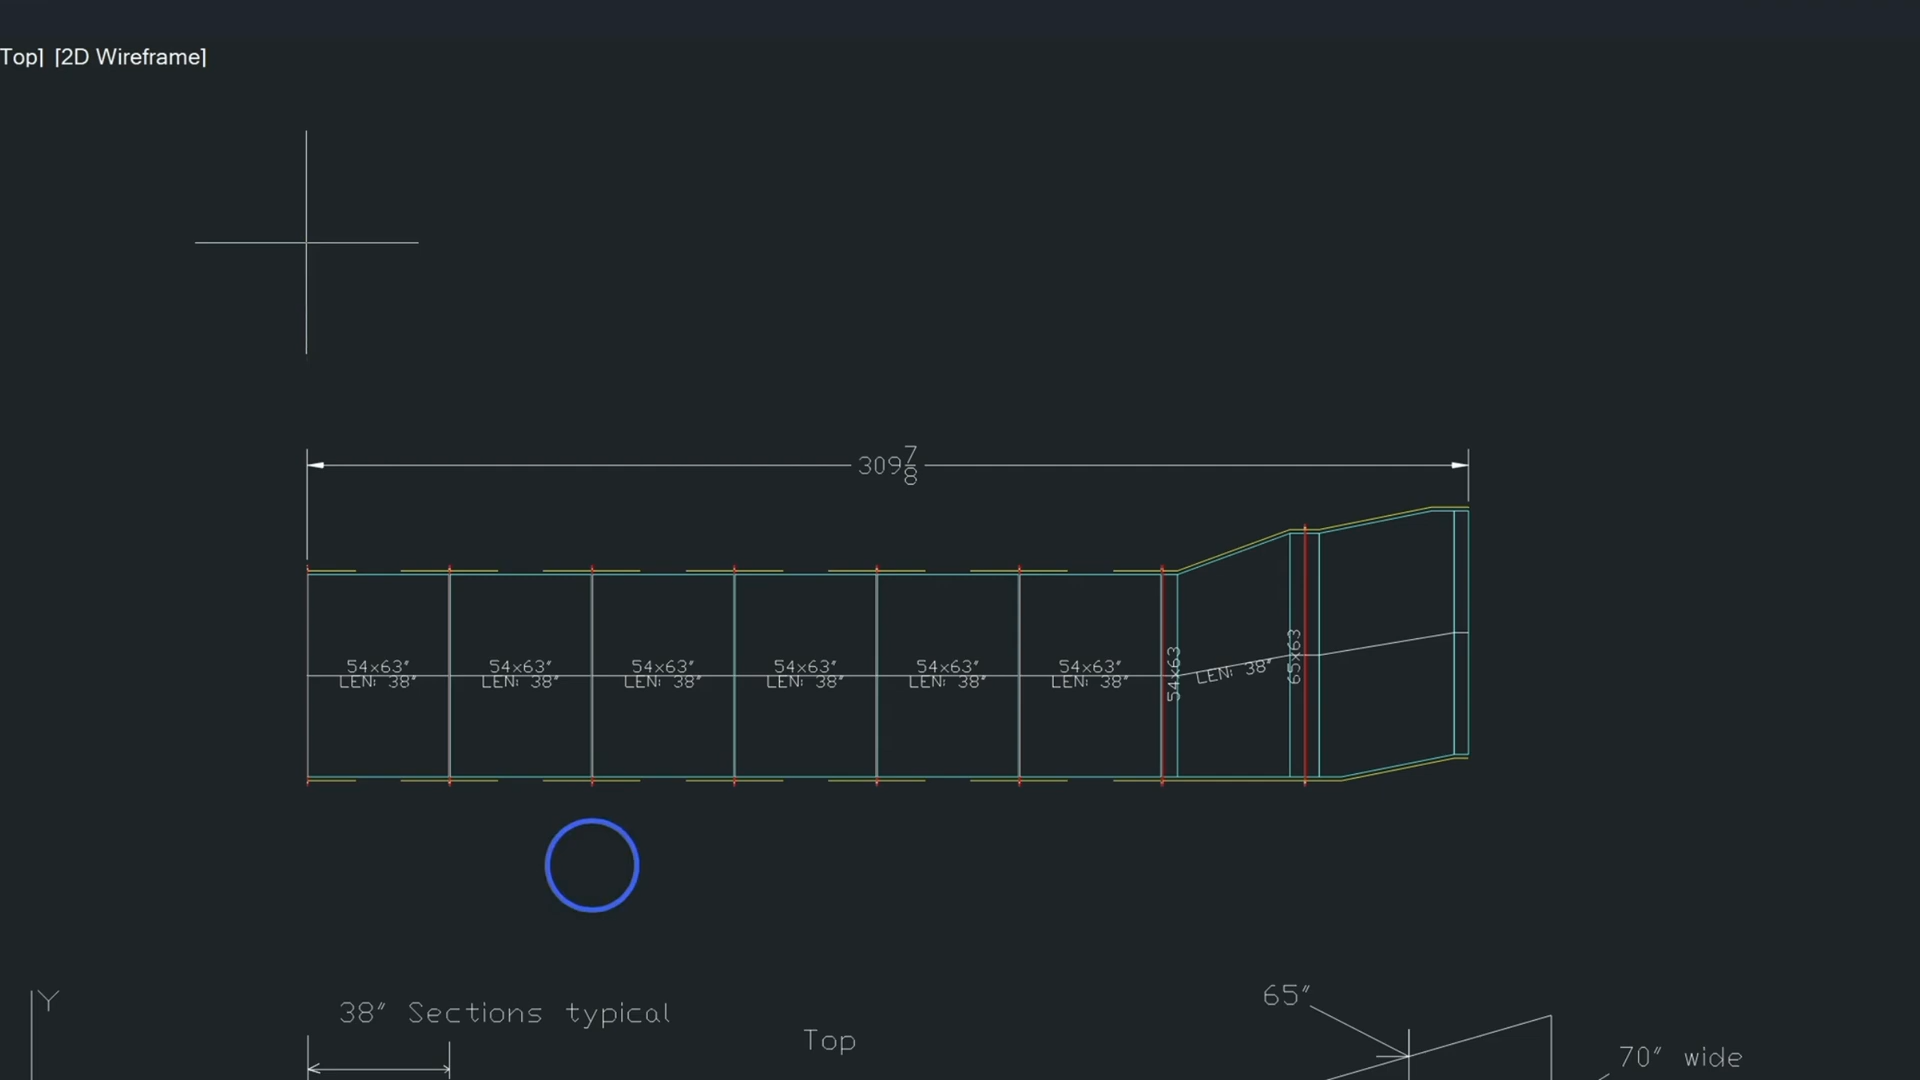 Top] [2D Wireframe]
309 7/8
54x63"
LEN: 38"
54x63"
LEN: 38"
54x63"
LEN: 38"
54x63"
LEN: 38"
54x63"
LEN: 38"
54x63"
LEN: 38"
54x63
LEN: 38"
65x63
Y
38" Sections typical
Top
65"
70" wide